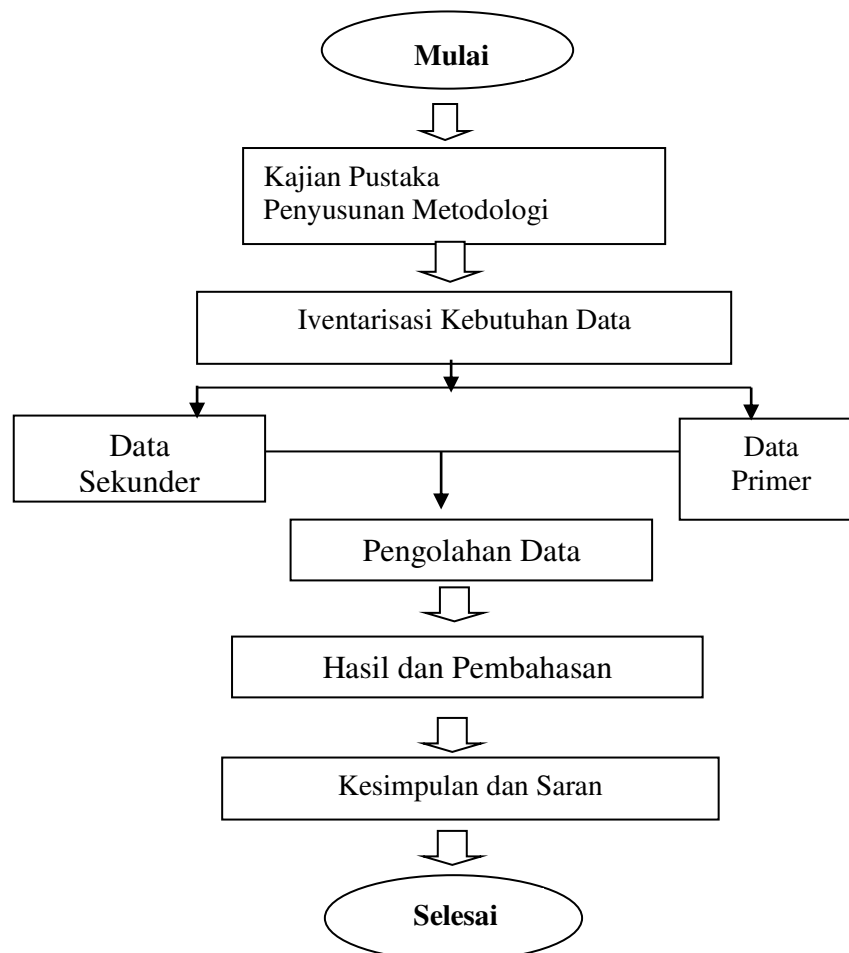 Mulai
Kajian Pustaka
Penyusunan Metodologi
Iventarisasi Kebutuhan Data
Data
Sekunder
Data
Primer
Pengolahan Data
Hasil dan Pembahasan
Kesimpulan dan Saran
Selesai